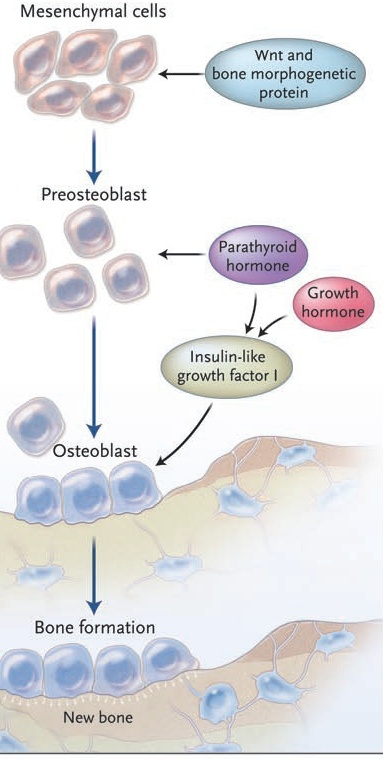 Mesenchymal cells
Wnt and
bone morphogenetic
protein
Preosteoblast
Parathyroid
hormone
Growth
hormone
Insulin-like
growth factor I
Osteoblast
Bone formation
New bone